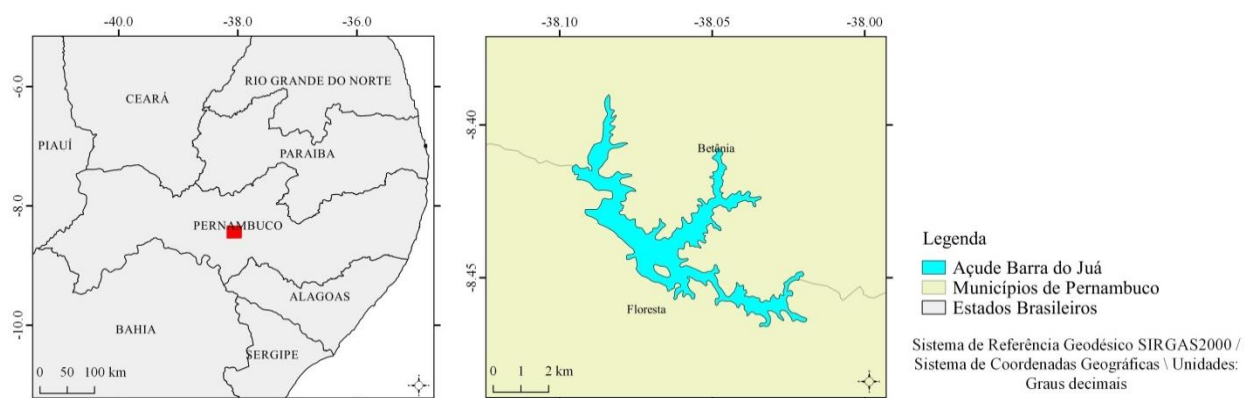 -40.0
-38.0
-36.0
-6.0
-8.0
-10.0
RIO GRANDE DO NORTE
CEARÁ
PIAUÍ
PARAIBA
PERNAMBUCO
ALAGOAS
BAHIA
SERGIPE
0 50 100 km
-38.10
-38.05
-38.00
-8.40
-8.45
Betânia
Floresta
0 1 2 km
Legenda
Açude Barra do Juá
Municípios de Pernambuco
Estados Brasileiros
Sistema de Referência Geodésico SIRGAS2000 /
Sistema de Coordenadas Geográficas \ Unidades:
Graus decimais